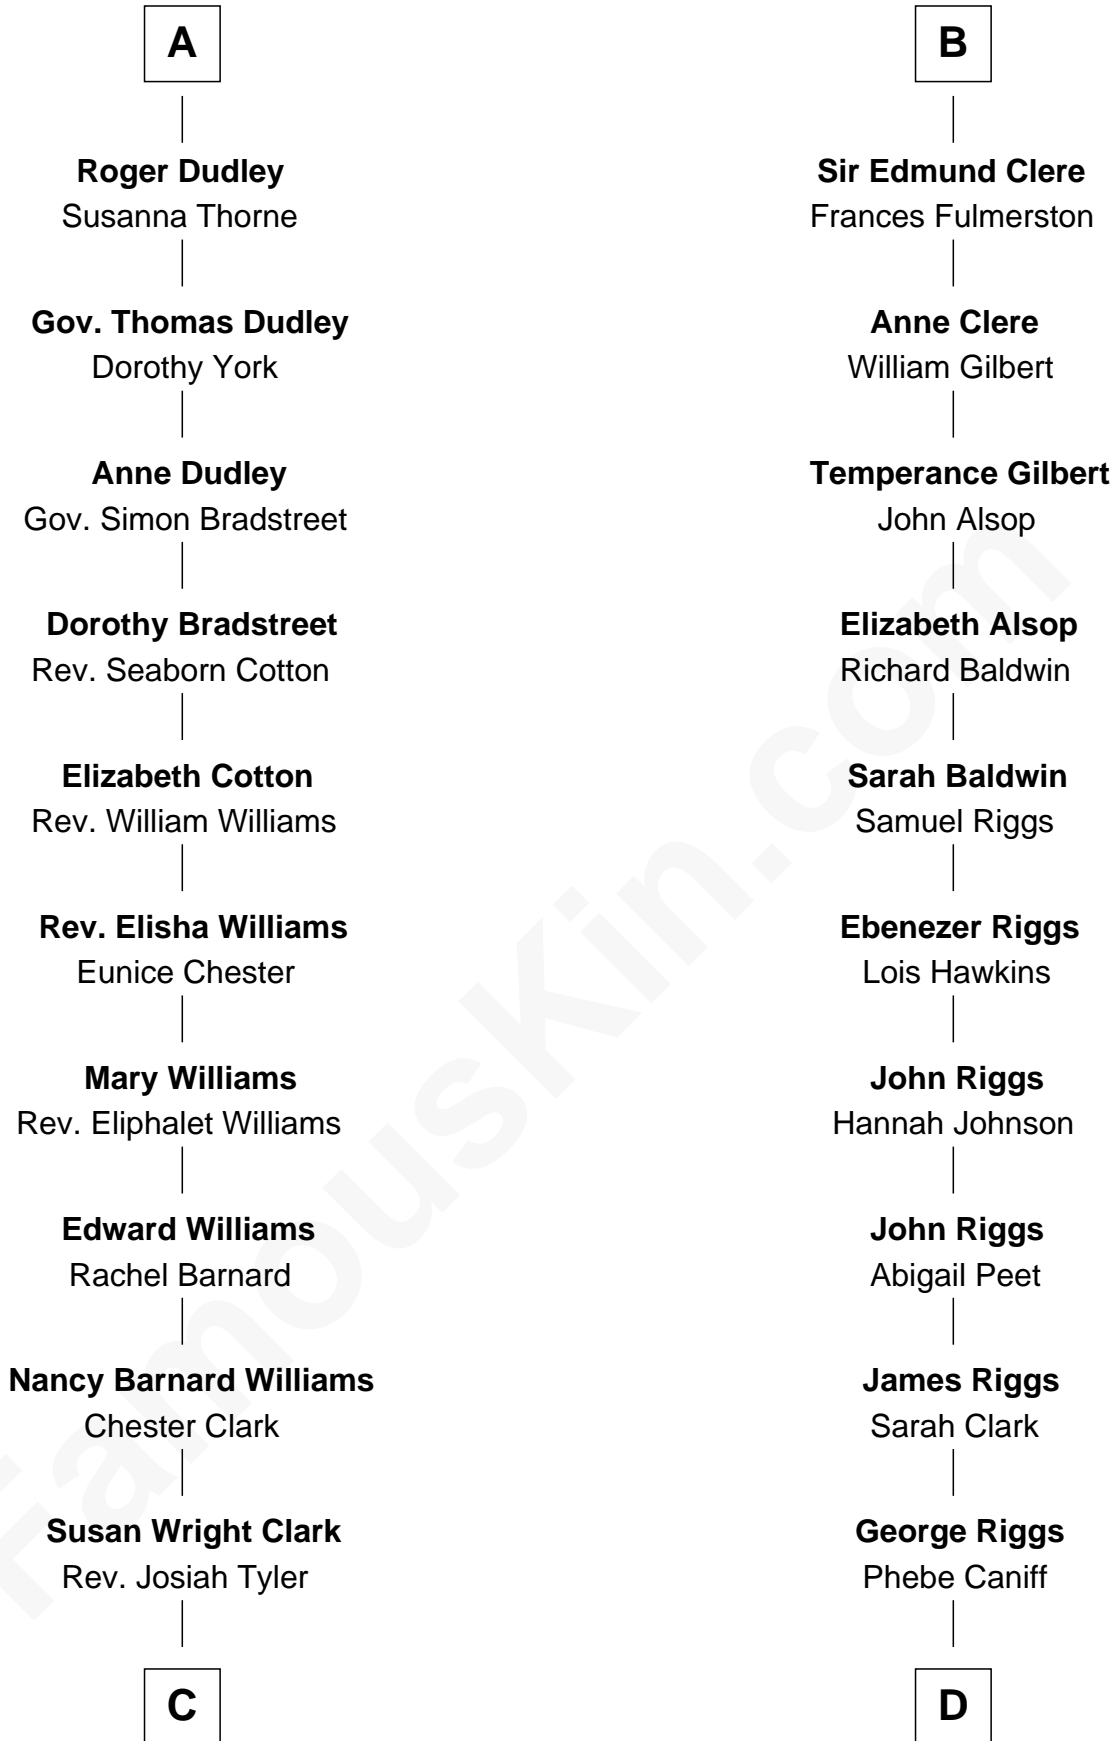 A
Roger Dudley
Susanna Thorne
Gov. Thomas Dudley
Dorothy York
Anne Dudley
Gov. Simon Bradstreet
Dorothy Bradstreet
Rev. Seaborn Cotton
Elizabeth Cotton
Rev. William Williams
Rev. Elisha Williams
Eunice Chester
Mary Williams
Rev. Eliphalet Williams
Edward Williams
Rachel Barnard
Nancy Barnard Williams
Chester Clark
Susan Wright Clark
Rev. Josiah Tyler
C
B
Sir Edmund Clere
Frances Fulmerston
Anne Clere
William Gilbert
Temperance Gilbert
John Alsop
Elizabeth Alsop
Richard Baldwin
Sarah Baldwin
Samuel Riggs
Ebenezer Riggs
Lois Hawkins
John Riggs
Hannah Johnson
John Riggs
Abigail Peet
James Riggs
Sarah Clark
George Riggs
Phebe Caniff
D
FamousKin.com